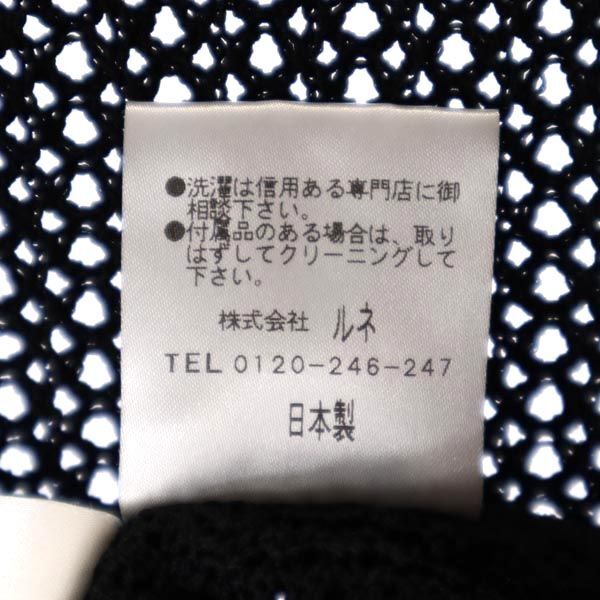 ●洗濯は信用ある専門店に御
相談下さい。
●付属品のある場合は、取り
はずしてクリーニングして
下さい。
株式会社 ルネ
TEL 0120-246-247
日本製